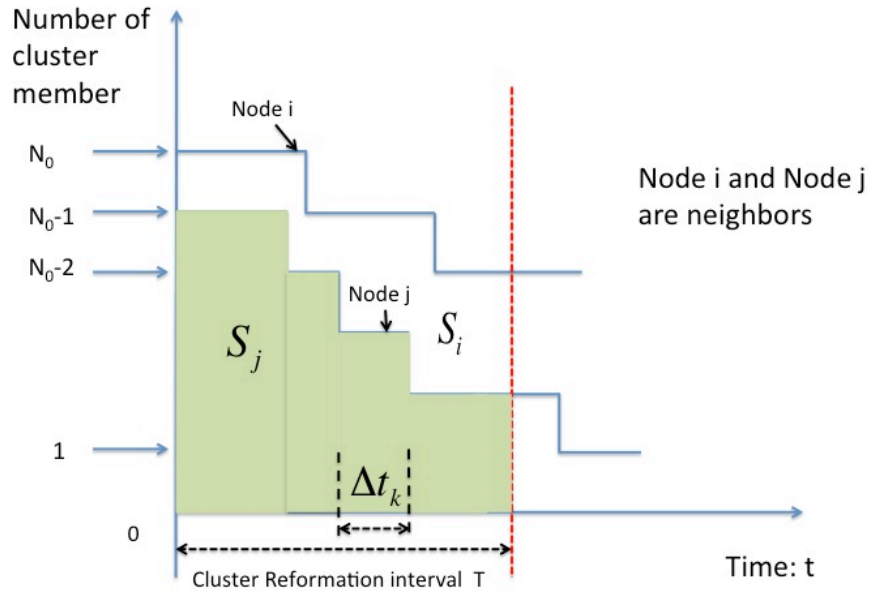 Number of
cluster
member
Node i
N₀
Node i and Node j
are neighbors
N₀-1
N₀-2
Node j
Sⱼ
Sᵢ
1
Δtₖ
0
Cluster Reformation interval T
Time: t